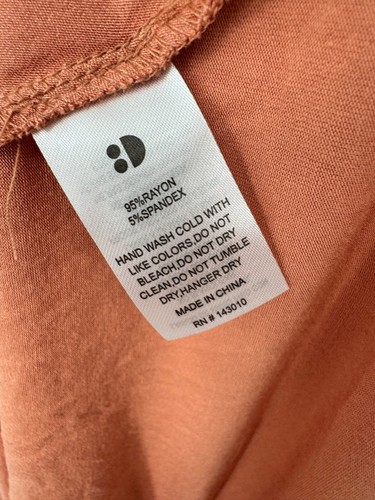 95%RAYON
5%SPANDEX
HAND WASH COLD WITH
LIKE COLORS,DO NOT
BLEACH.DO NOT DRY
CLEAN.DO NOT TUMBLE
DRY,HANGER DRY
MADE IN CHINA
RN # 143010